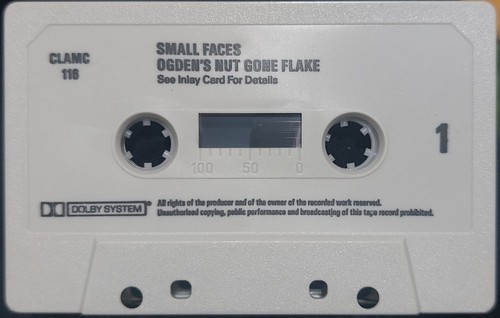 CLAMC
116
SMALL FACES
OGDEN'S NUT GONE FLAKE
See Inlay Card For Details
1
100 50 0
DOLBY SYSTEM
All rights of the producer and of the owner of the recorded work reserved.
Unauthorised copying, public performance and broadcasting of this tape record prohibited.